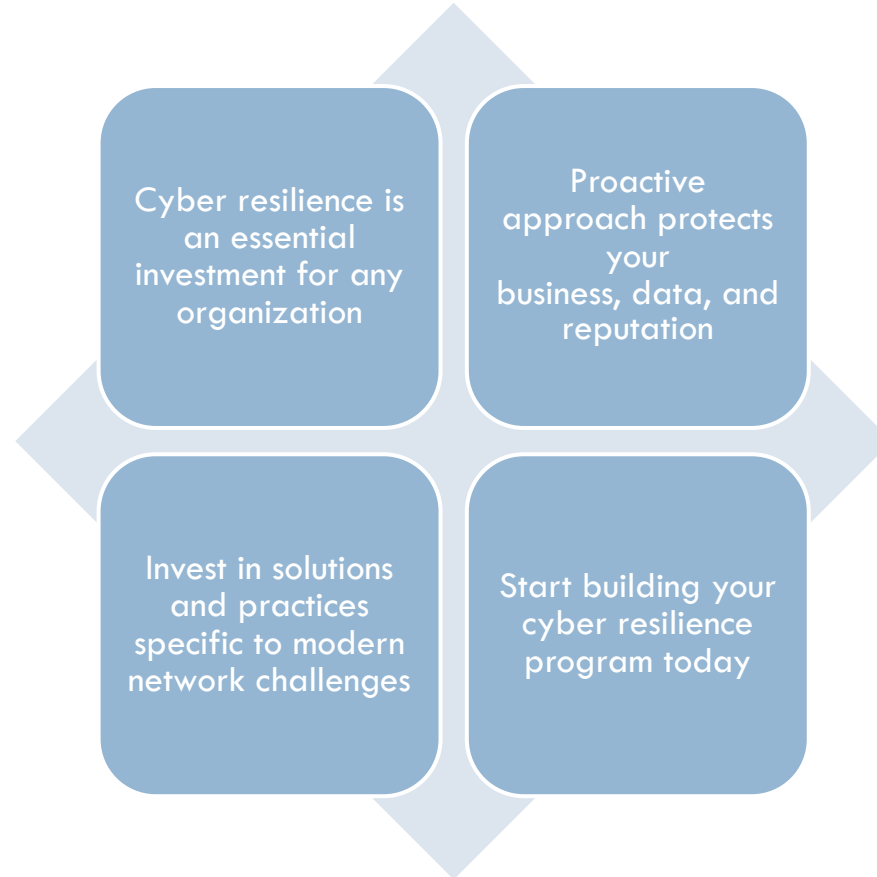 Cyber resilience is
an essential
investment for any
organization
Proactive
approach protects
your
business, data, and
reputation
Invest in solutions
and practices
specific to modern
network challenges
Start building your
cyber resilience
program today